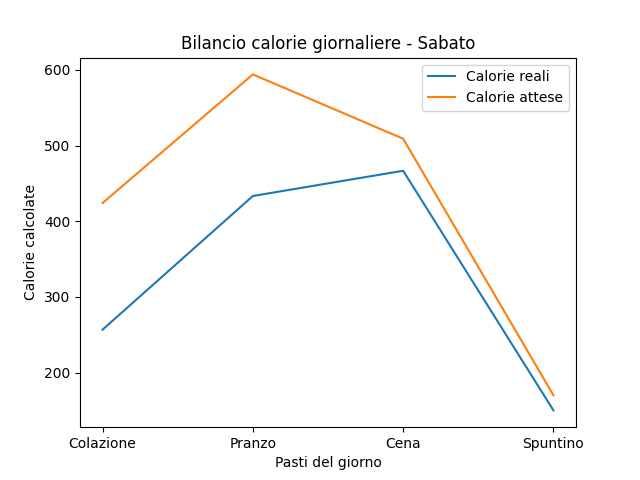 Bilancio calorie giornaliere - Sabato
Calorie reali
Calorie attese
600
500
400
300
200
Calorie calcolate
Colazione
Pranzo
Cena
Spuntino
Pasti del giorno